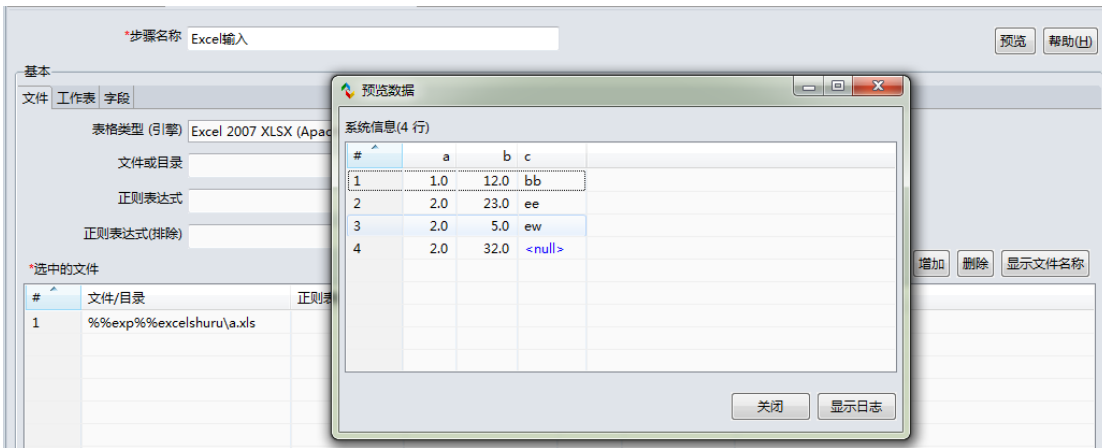 *步骤名称 Excel输入
预览 帮助(H)
基本
文件 工作表 字段
表格类型 (引擎) Excel 2007 XLSX (Apac
文件或目录
正则表达式
正则表达式(排除)
*选中的文件
增加 删除 显示文件名称
# 文件/目录 正则表
1 %%exp%%excelshuru\a.xls
预览数据
系统信息(4 行)
# a b c
1 1.0 12.0 bb
2 2.0 23.0 ee
3 2.0 5.0 ew
4 2.0 32.0 <null>
关闭 显示日志